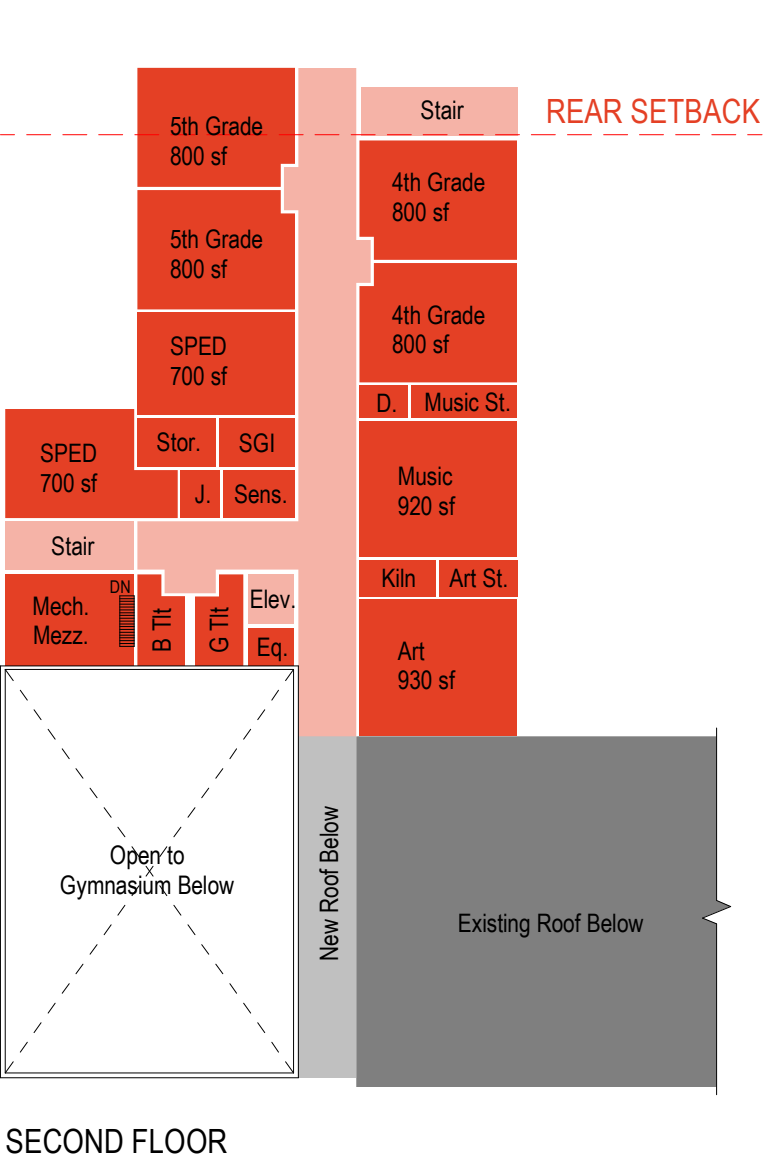 Stair
REAR SETBACK
5th Grade
800 sf
4th Grade
800 sf
5th Grade
800 sf
4th Grade
800 sf
SPED
700 sf
D.
Music St.
Stor.
SGI
SPED
700 sf
J.
Sens.
Music
920 sf
Stair
Kiln
Art St.
DN
Mech.
Mezz.
B Tlt
G Tlt
Elev.
Eq.
Art
930 sf
Open to
Gymnasium Below
New Roof Below
Existing Roof Below
SECOND FLOOR